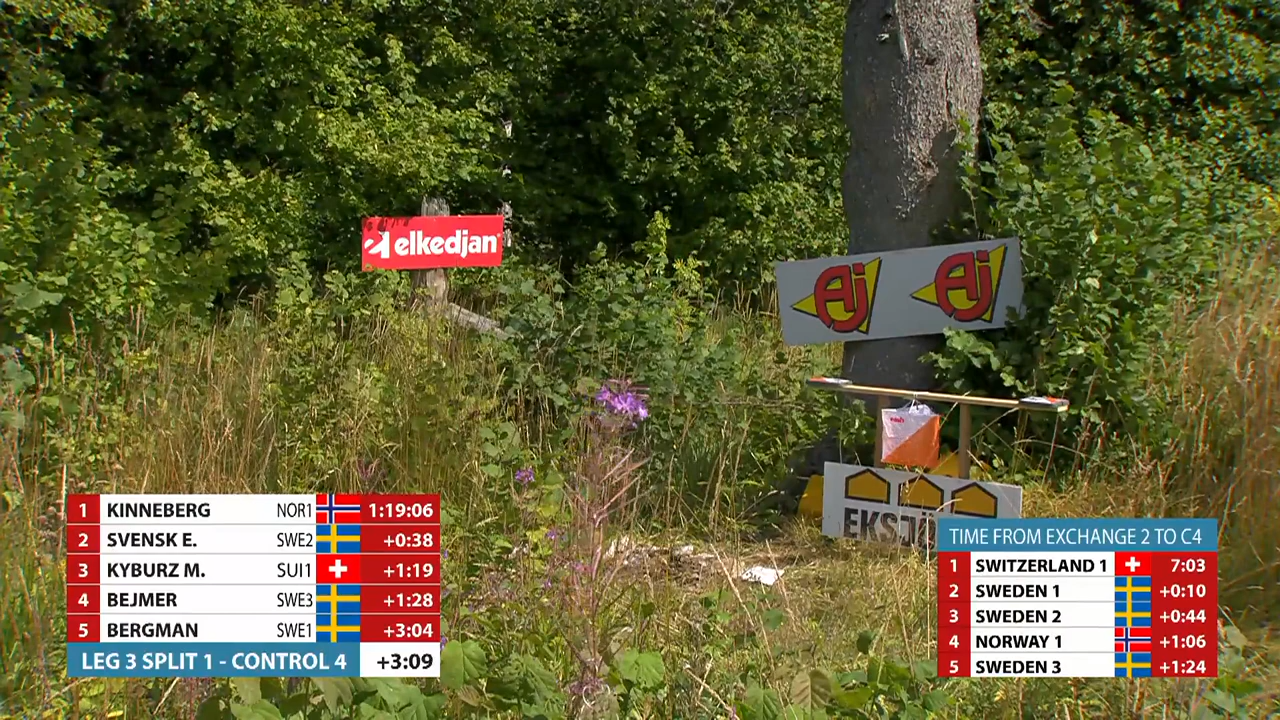 elkedjan
Aj Aj
1 KINNEBERG NOR1 1:19:06
2 SVENSK E. SWE2 +0:38
3 KYBURZ M. SUI1 +1:19
4 BEJMER SWE3 +1:28
5 BERGMAN SWE1 +3:04
LEG 3 SPLIT 1 - CONTROL 4 +3:09
TIME FROM EXCHANGE 2 TO C4
1 SWITZERLAND 1 7:03
2 SWEDEN 1 +0:10
3 SWEDEN 2 +0:44
4 NORWAY 1 +1:06
5 SWEDEN 3 +1:24